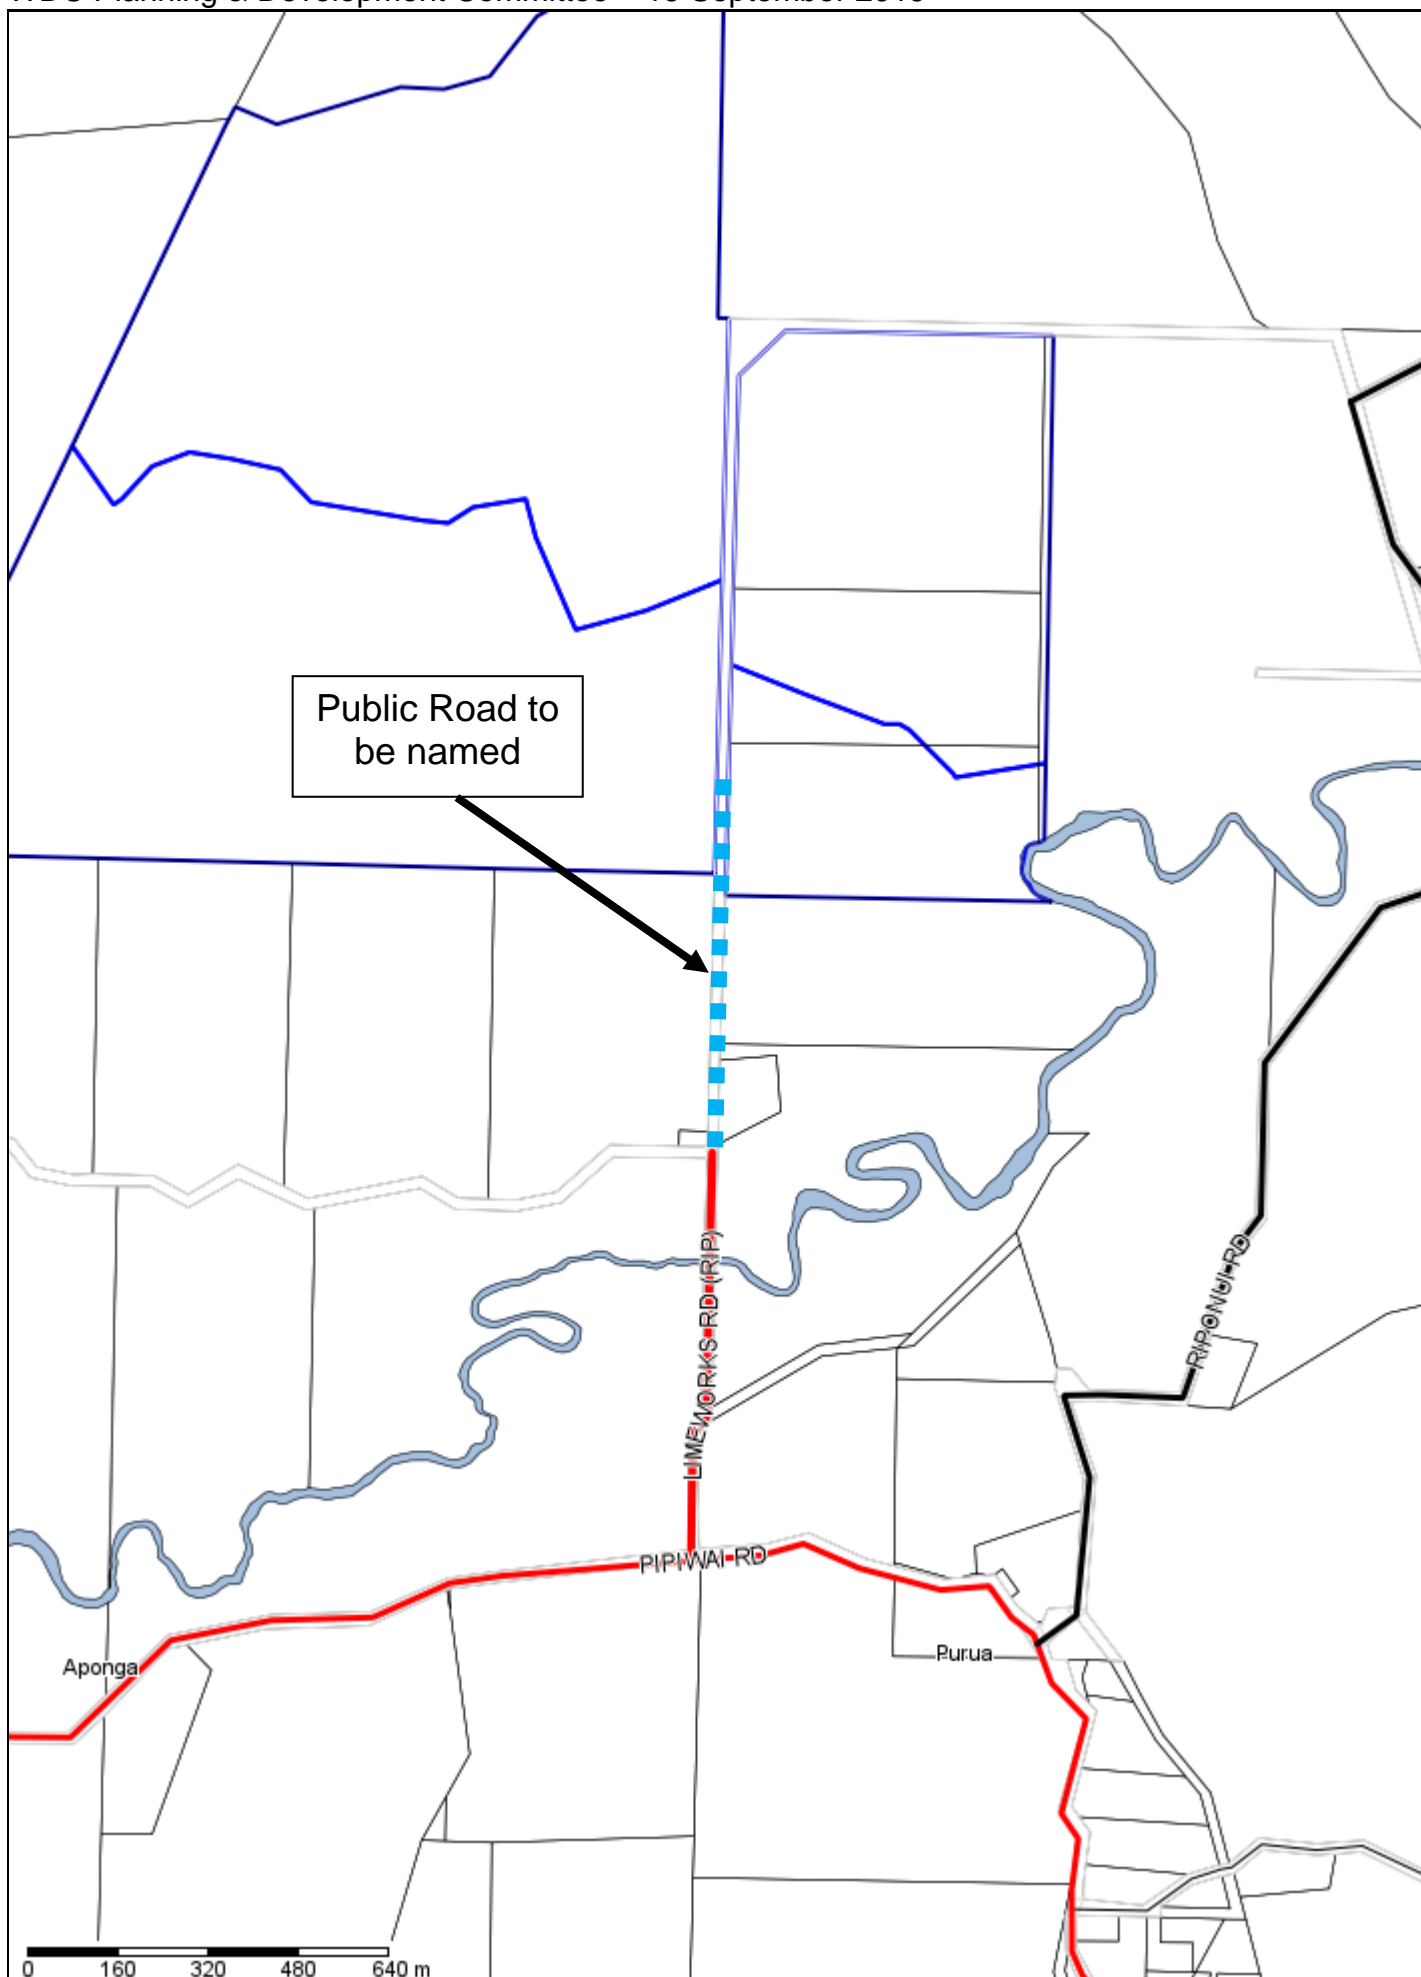 Public Road to
be named
LIMEWORKS RD (RIP)
RIPONUI RD
PIPIWAI RD
Aponga
Purua
0 160 320 480 640 m